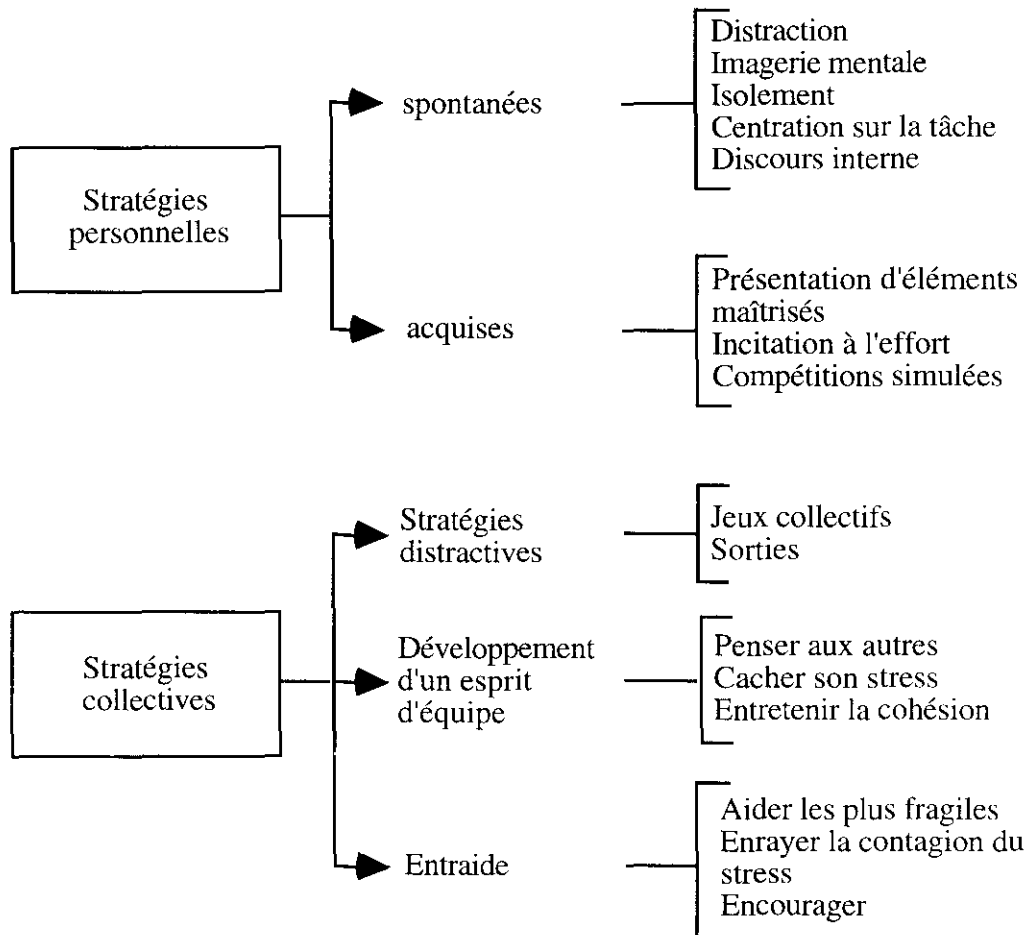 Stratégies
personnelles
spontanées
Distraction
Imagerie mentale
Isolement
Centration sur la tâche
Discours interne
acquises
Présentation d'éléments
maîtrisés
Incitation à l'effort
Compétitions simulées
Stratégies
collectives
Stratégies
distractives
Jeux collectifs
Sorties
Développement
d'un esprit
d'équipe
Penser aux autres
Cacher son stress
Entretenir la cohésion
Entraide
Aider les plus fragiles
Enrayer la contagion du
stress
Encourager